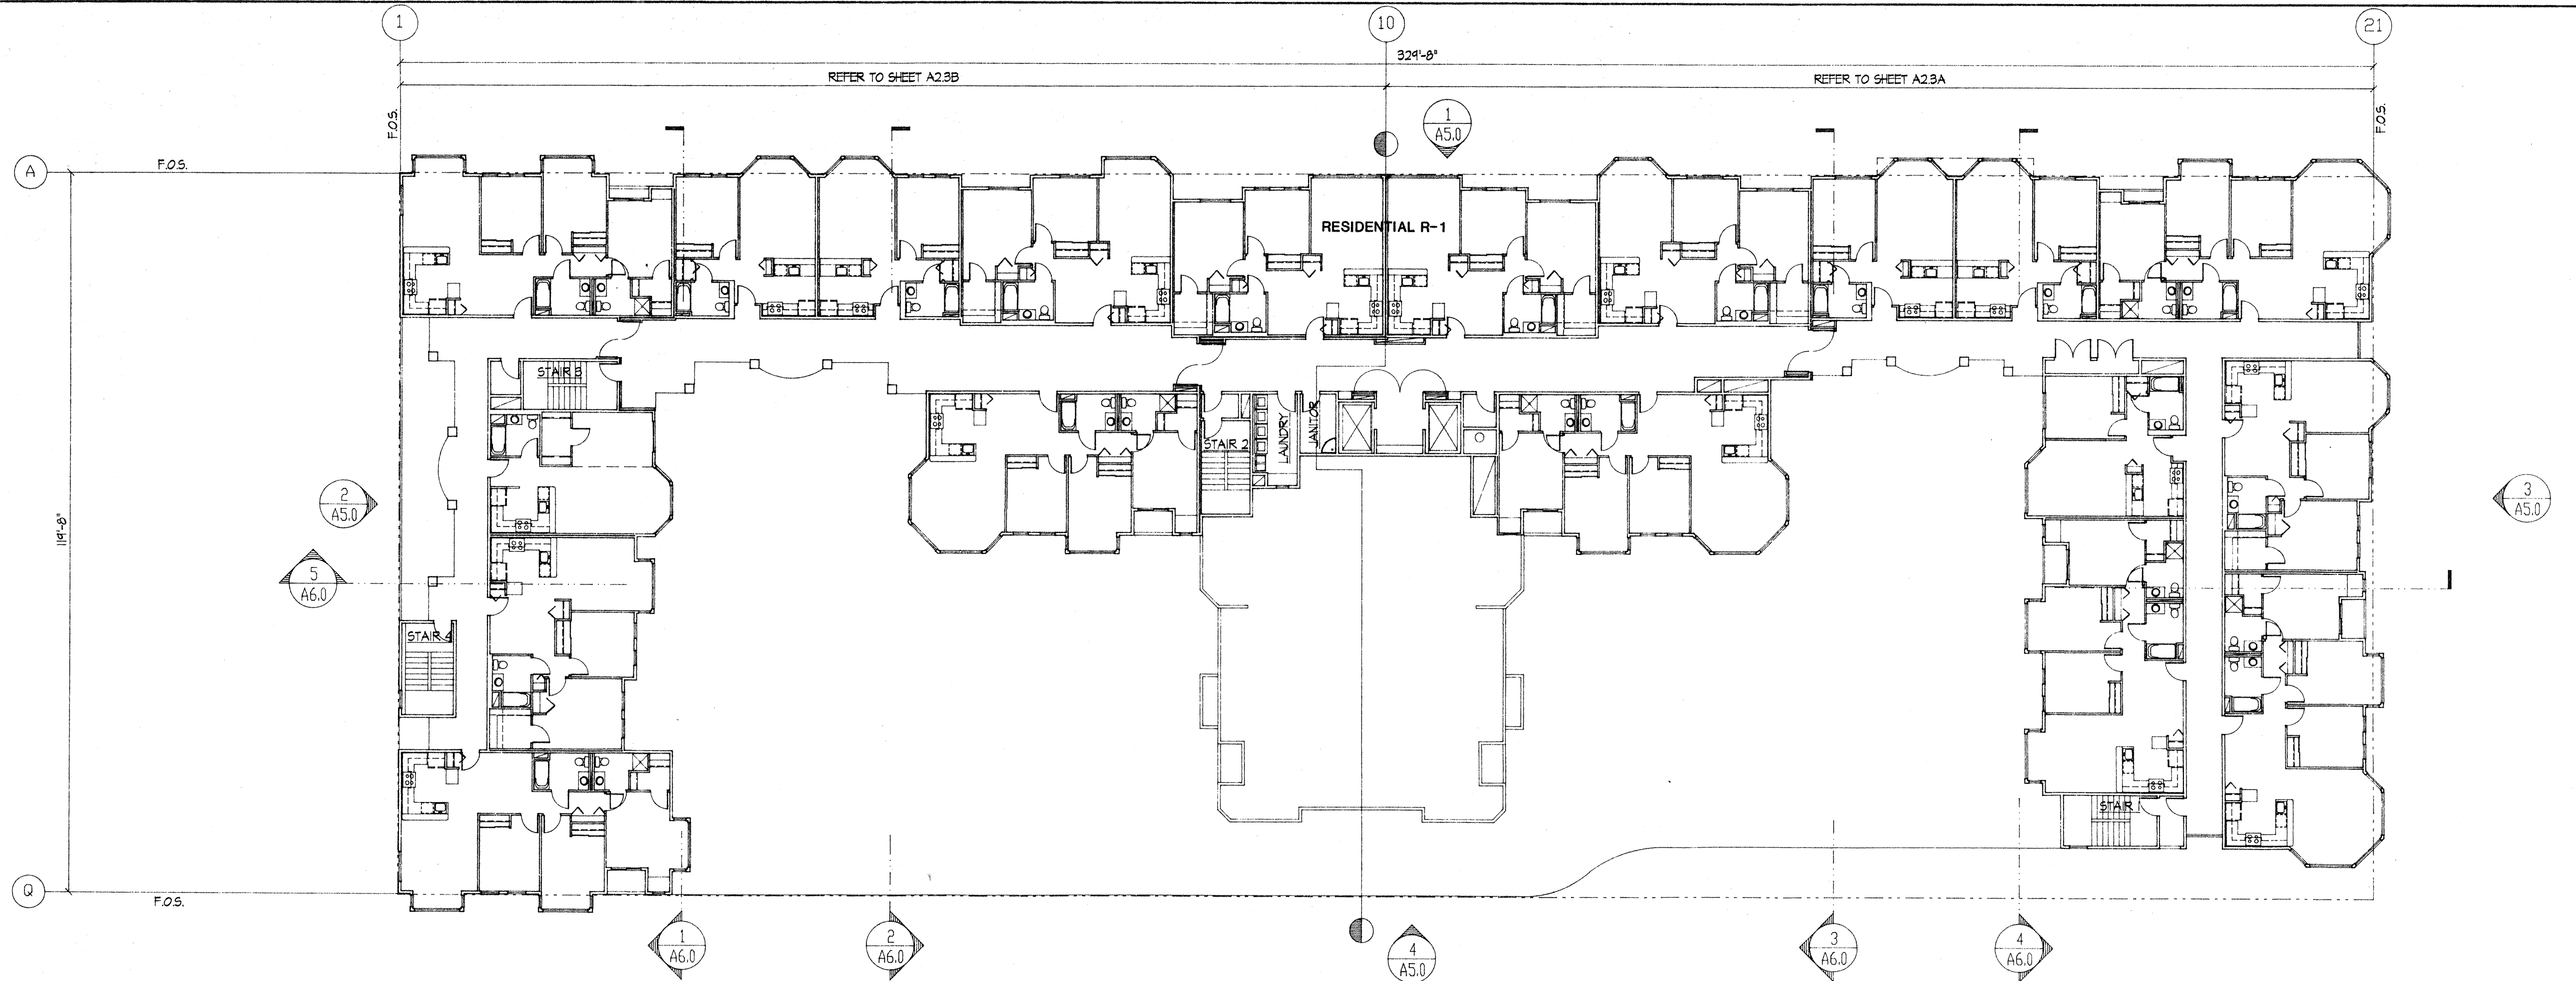 1
10
21
329'-8"
REFER TO SHEET A2.3B
REFER TO SHEET A2.3A
F.O.S.
F.O.S.
1
A5.0
A
F.O.S.
RESIDENTIAL R-1
STAIR 3
STAIR 2
LAUNDRY
JANITOR
2
A5.0
3
A5.0
119'-8"
5
A6.0
STAIR 4
STAIR
Q
F.O.S.
1
A6.0
2
A6.0
4
A5.0
3
A6.0
4
A6.0